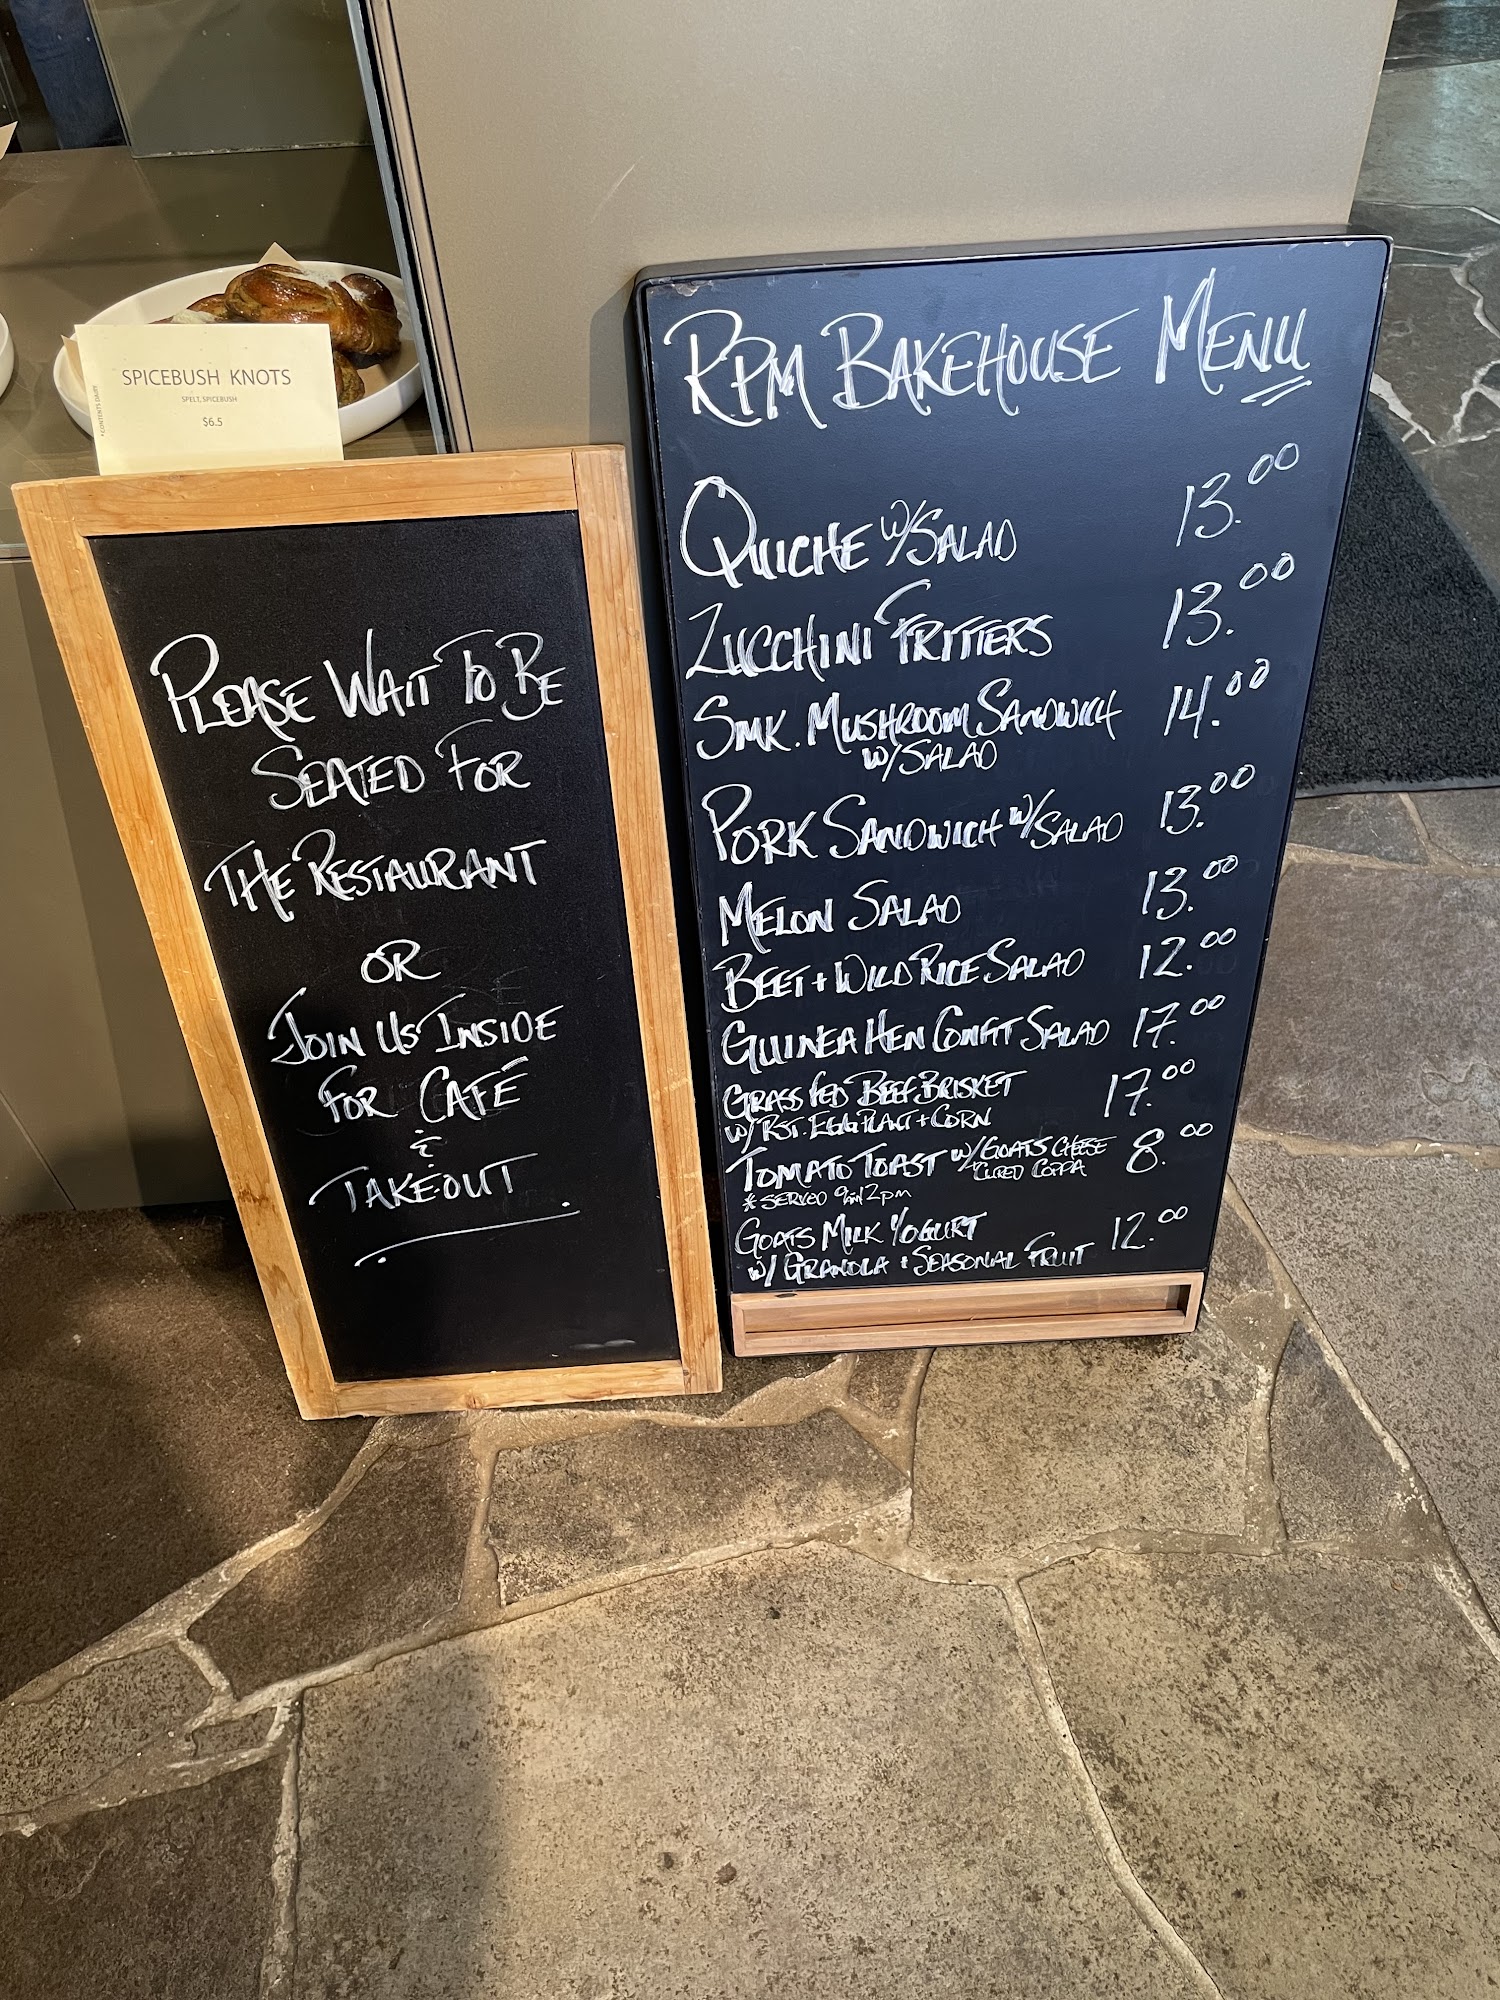 SPICEBUSH KNOTS
SPELT, SPICEBUSH
$6.5
*CONTAINS DAIRY
PLEASE WAIT TO BE
SEATED FOR
THE RESTAURANT
OR
JOIN US INSIDE
FOR CAFÉ
&
TAKEOUT
RPM BAKEHOUSE MENU
QUICHE W/SALAD 13.00
ZUCCHINI FRITTERS 13.00
SMK. MUSHROOM SANDWICH 14.00
W/SALAD
PORK SANDWICH W/SALAD 13.00
MELON SALAD 13.00
BEET + WILD RICE SALAD 12.00
GUINEA HEN CONFIT SALAD 17.00
GRASS FED BEEF BRISKET 17.00
W/ RST. EGGPLANT + CORN
TOMATO TOAST W/GOATS CHEESE 8.00
CURED COPPA
* SERVED 9am-12pm
GOATS MILK YOGURT 12.00
W/ GRANOLA + SEASONAL FRUIT